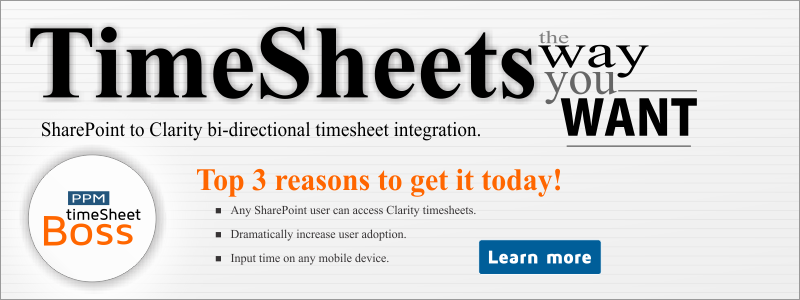 TimeSheets
the
way
you
WANT
SharePoint to Clarity bi-directional timesheet integration.
PPM
timeSheet
Boss
Top 3 reasons to get it today!
Any SharePoint user can access Clarity timesheets.
Dramatically increase user adoption.
Input time on any mobile device.
Learn more